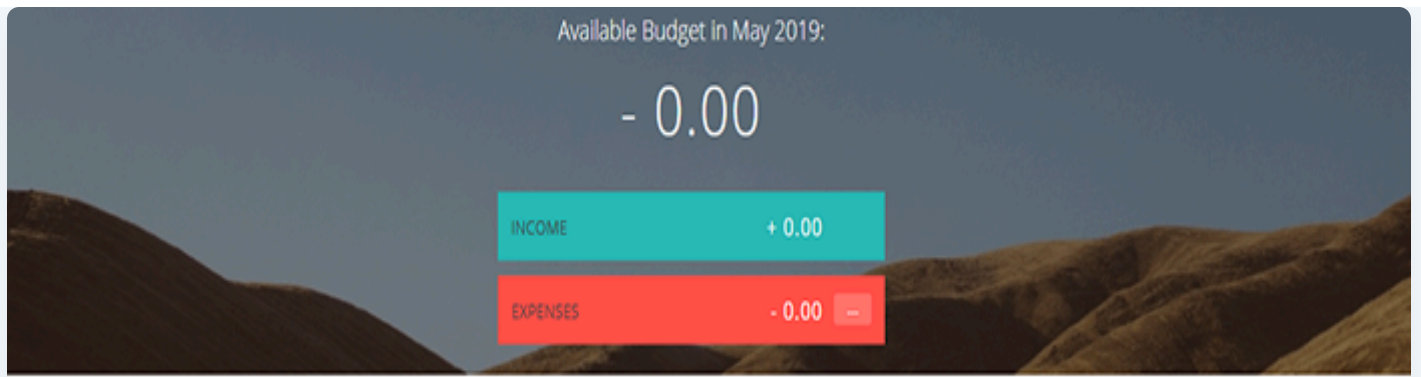 Available Budget in May 2019:
- 0.00
INCOME + 0.00
EXPENSES - 0.00 --